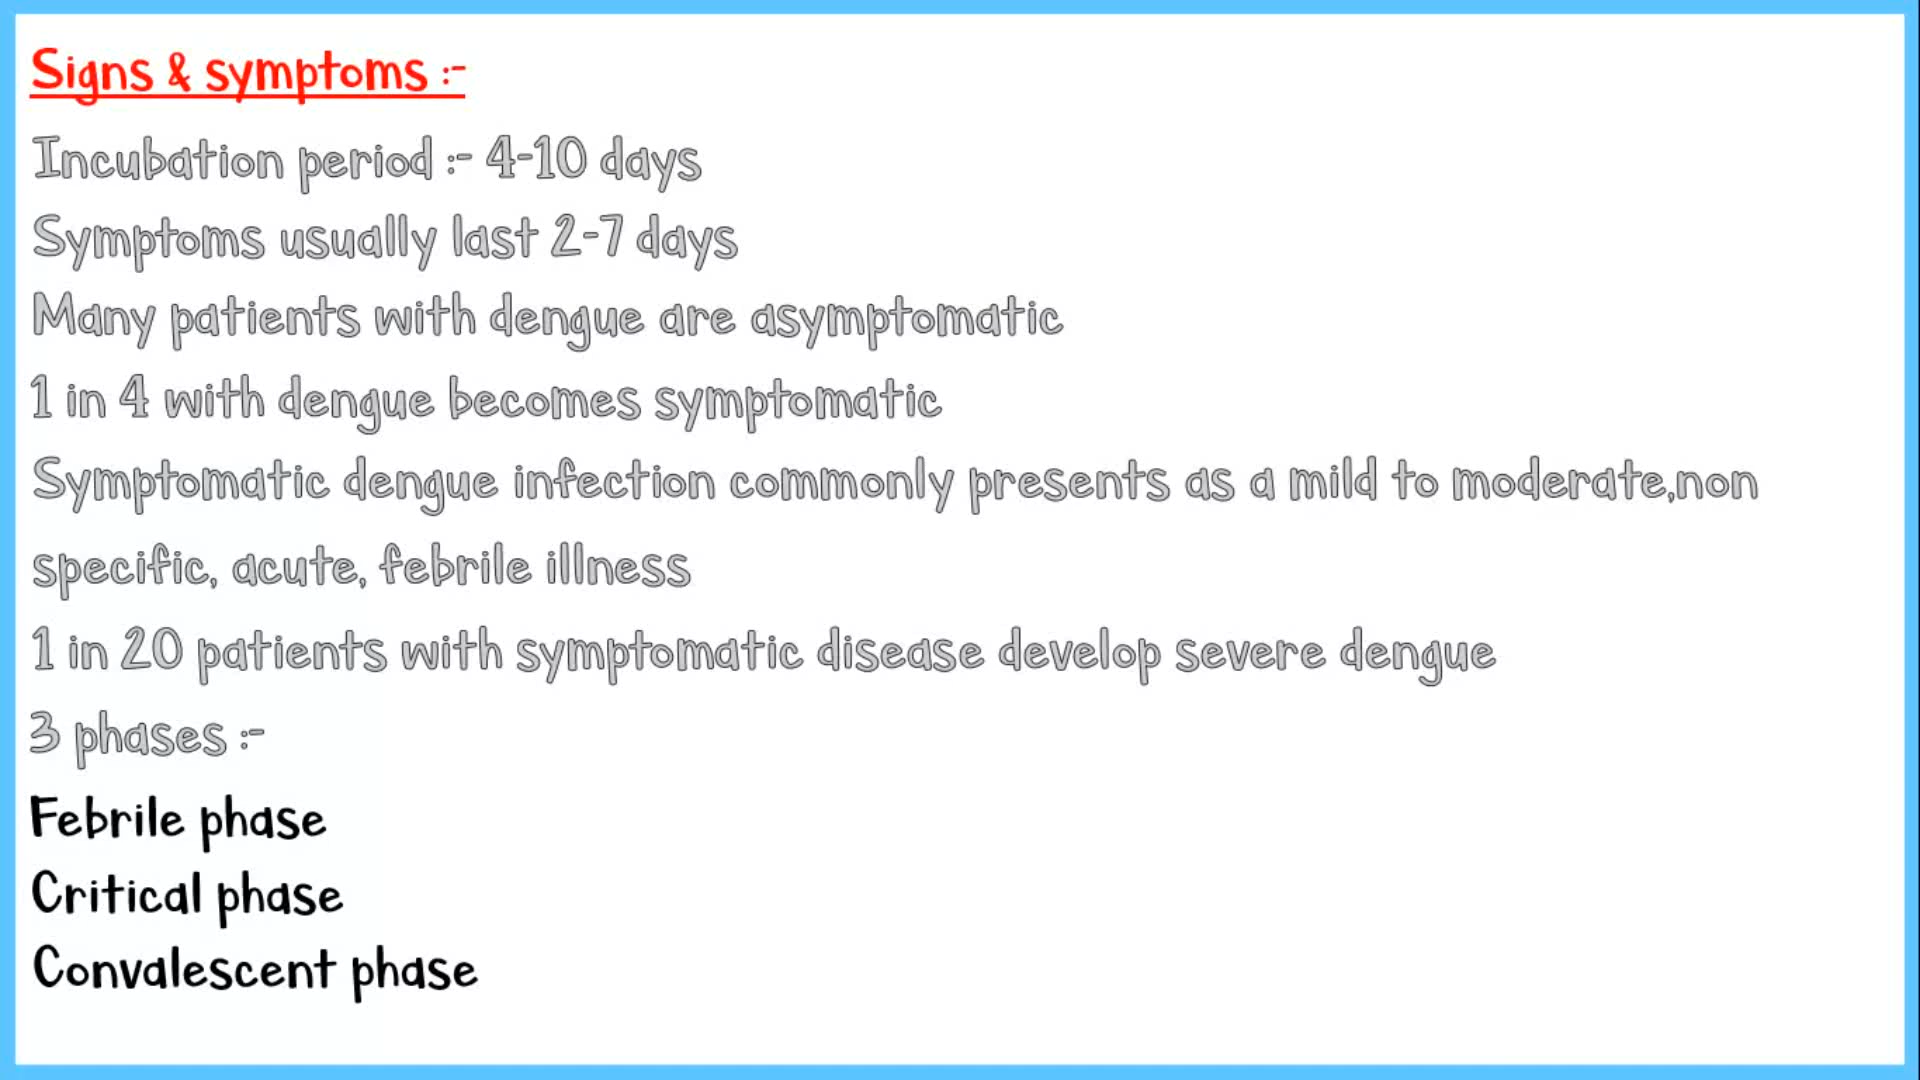 Signs & symptoms :-
Incubation period :- 4-10 days
Symptoms usually last 2-7 days
Many patients with dengue are asymptomatic
1 in 4 with dengue becomes symptomatic
Symptomatic dengue infection commonly presents as a mild to moderate,non
specific, acute, febrile illness
1 in 20 patients with symptomatic disease develop severe dengue
3 phases :-
Febrile phase
Critical phase
Convalescent phase